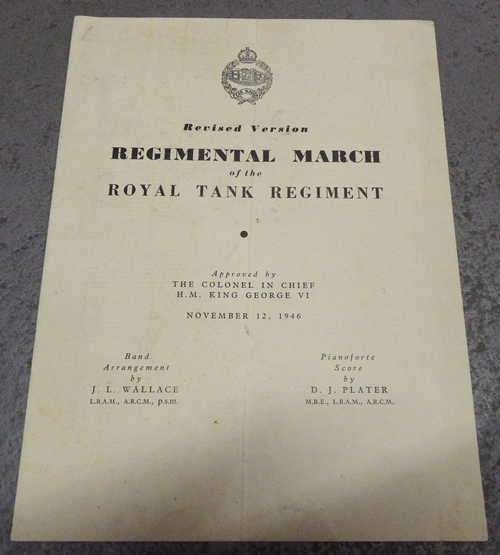 Revised Version
REGIMENTAL MARCH
of the
ROYAL TANK REGIMENT
Approved by
THE COLONEL IN CHIEF
H.M. KING GEORGE VI
NOVEMBER 12, 1946
Band
Arrangement
by
J. L. WALLACE
L.R.A.M., A.R.C.M., p.s.m.
Pianoforte
Score
by
D. J. PLATER
M.B.E., L.R.A.M., A.R.C.M.